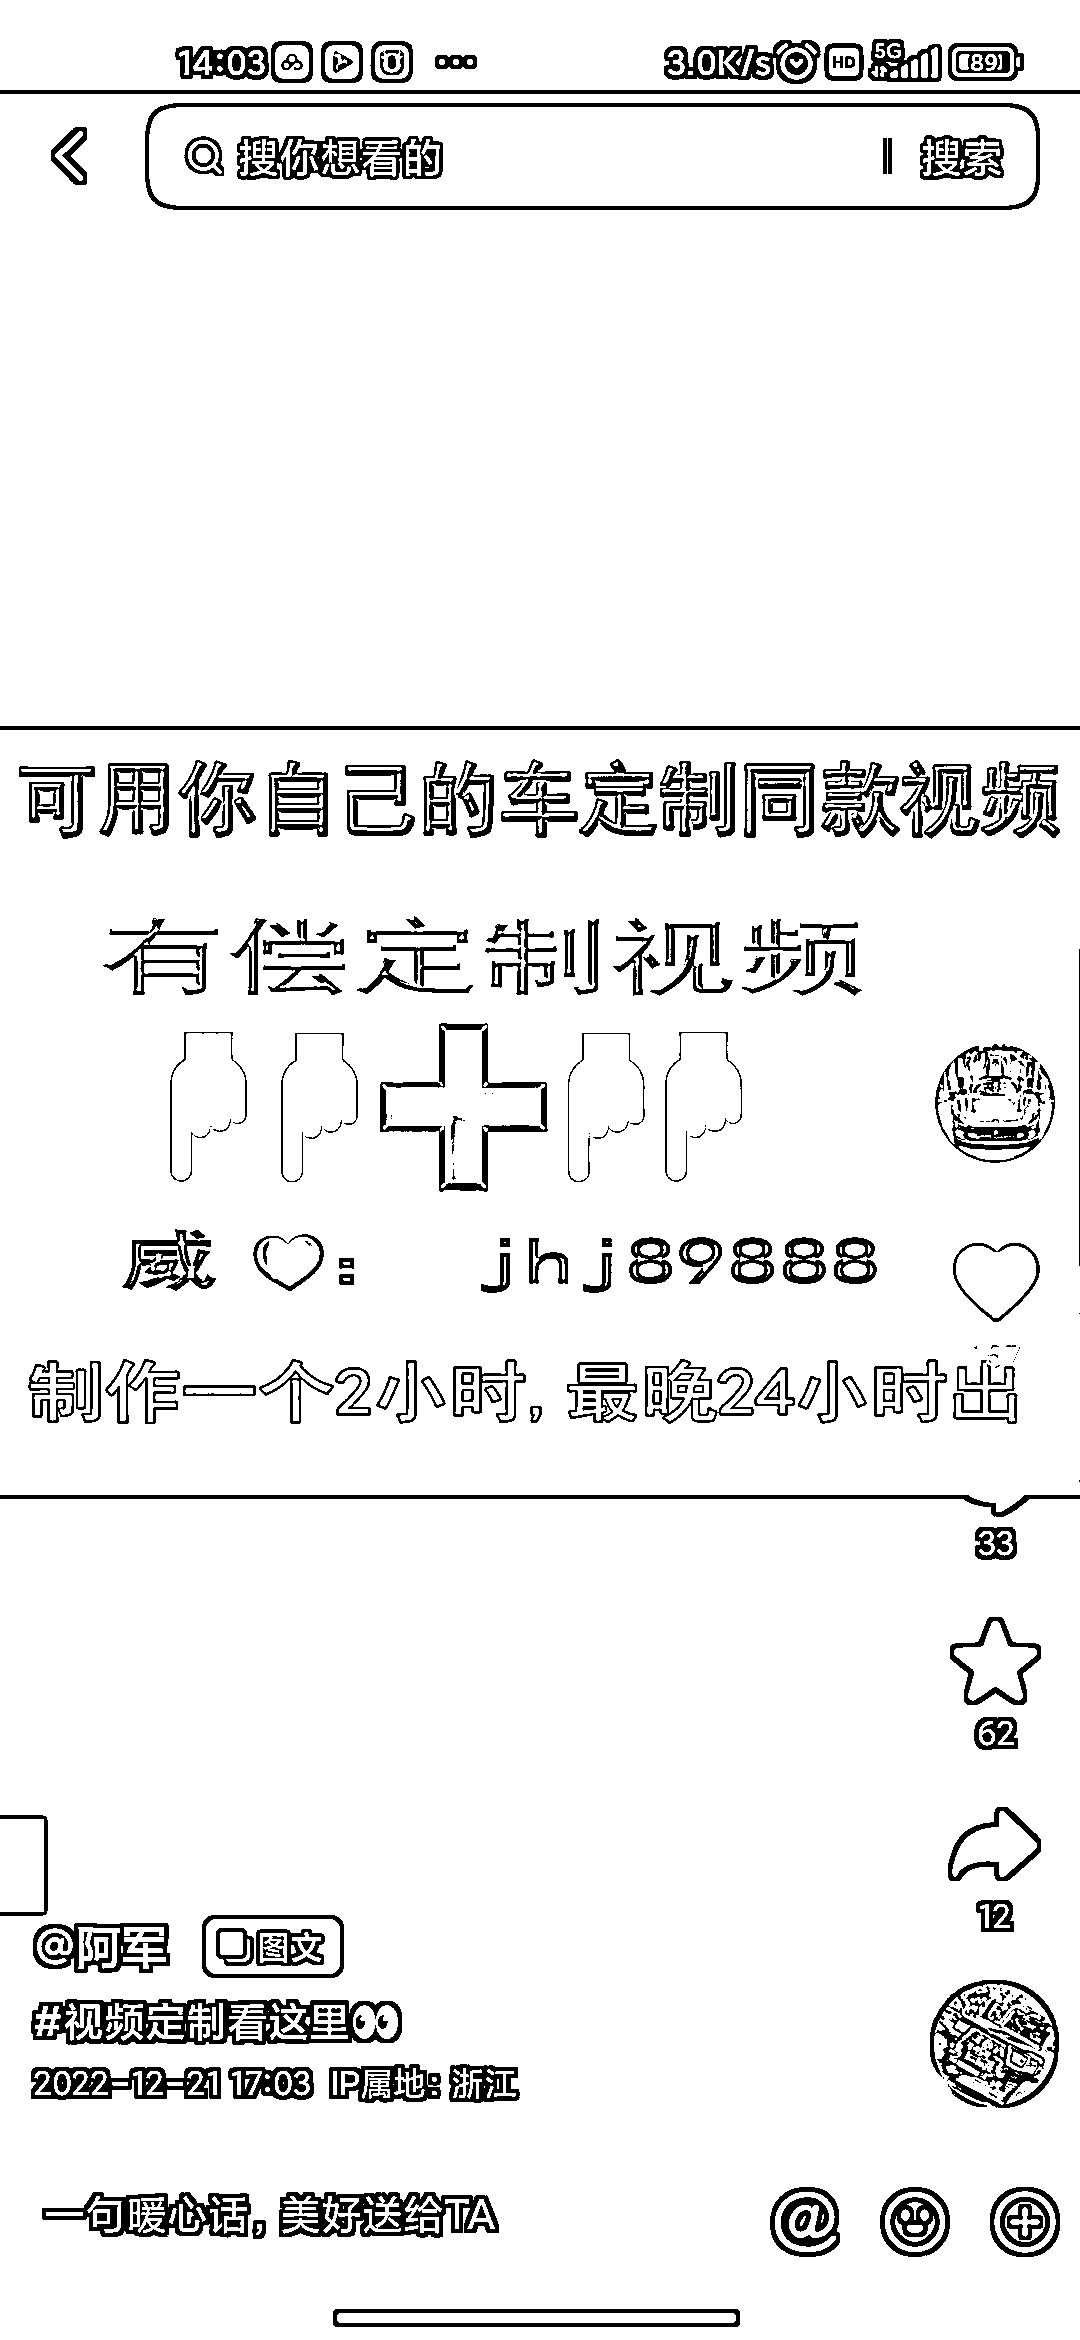 14:03 3.0K/s HD 5G 89
搜你想看的 搜索
可用你自己的车定制同款视频
有偿定制视频
威 : jhj89888
制作一个2小时, 最晚24小时出
33
62
12
@阿军 图文
#视频定制看这里👀
2022-12-21 17:03 IP属地：浙江
一句暖心话，美好送给TA